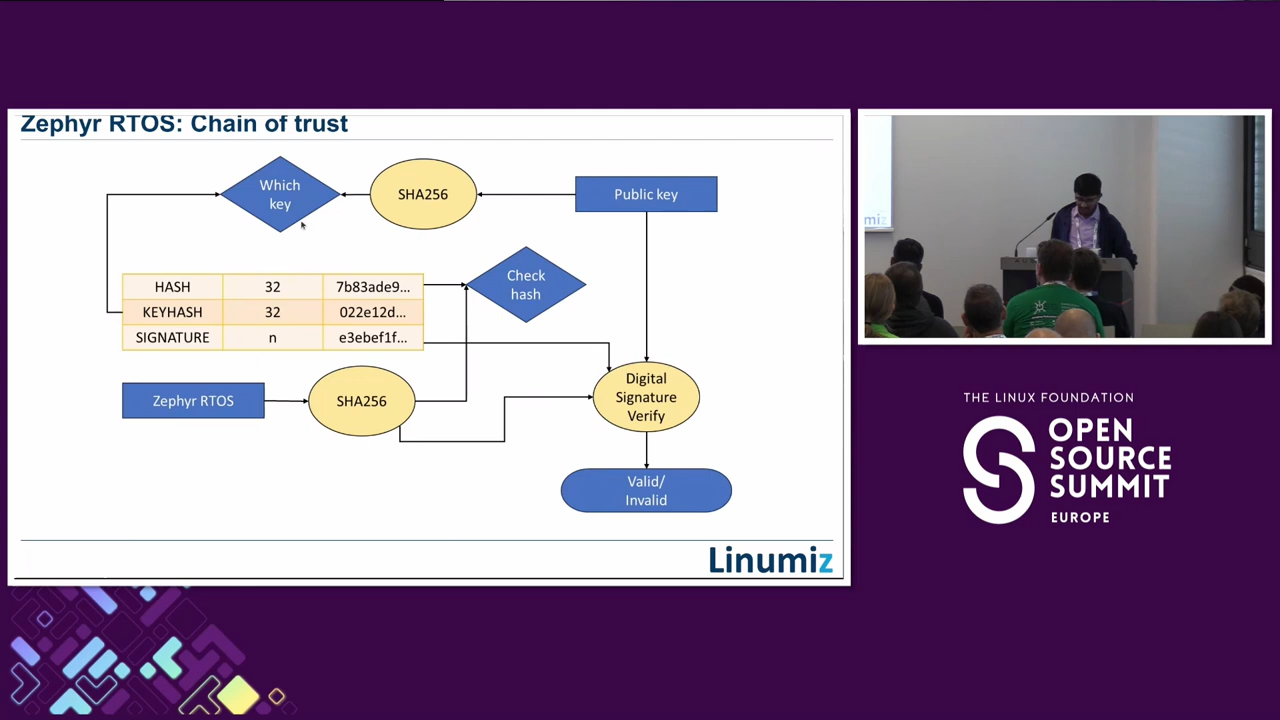 Zephyr RTOS: Chain of trust
Which
key
SHA256
Public key
Check
hash
HASH 32 7b83ade9...
KEYHASH 32 022e12d...
SIGNATURE n e3ebef1f...
Zephyr RTOS
SHA256
Digital
Signature
Verify
Valid/
Invalid
Linumiz
miz
THE LINUX FOUNDATION
OPEN
SOURCE
SUMMIT
EUROPE